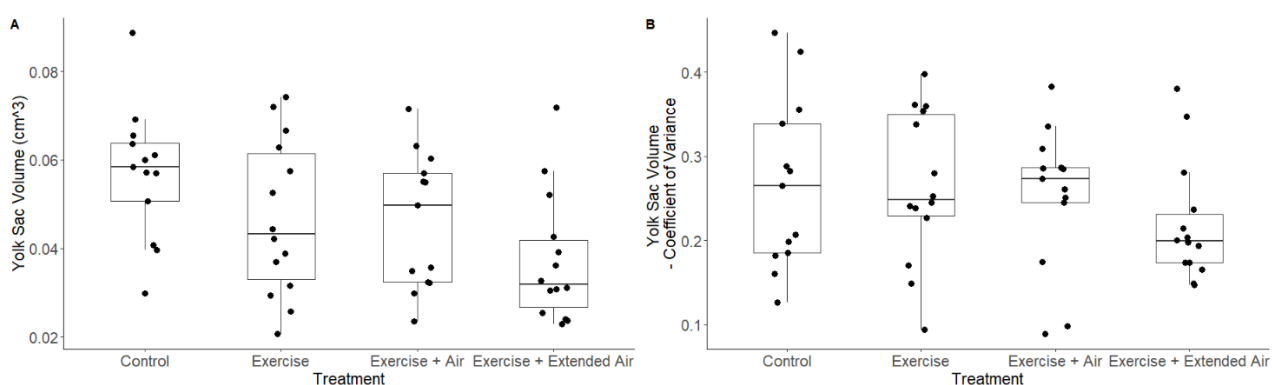 A
Yolk Sac Volume (cm^3)
0.08
0.06
0.04
0.02
Control
Exercise
Exercise + Air
Exercise + Extended Air
Treatment
B
Yolk Sac Volume
- Coefficient of Variance
0.4
0.3
0.2
0.1
Control
Exercise
Exercise + Air
Exercise + Extended Air
Treatment